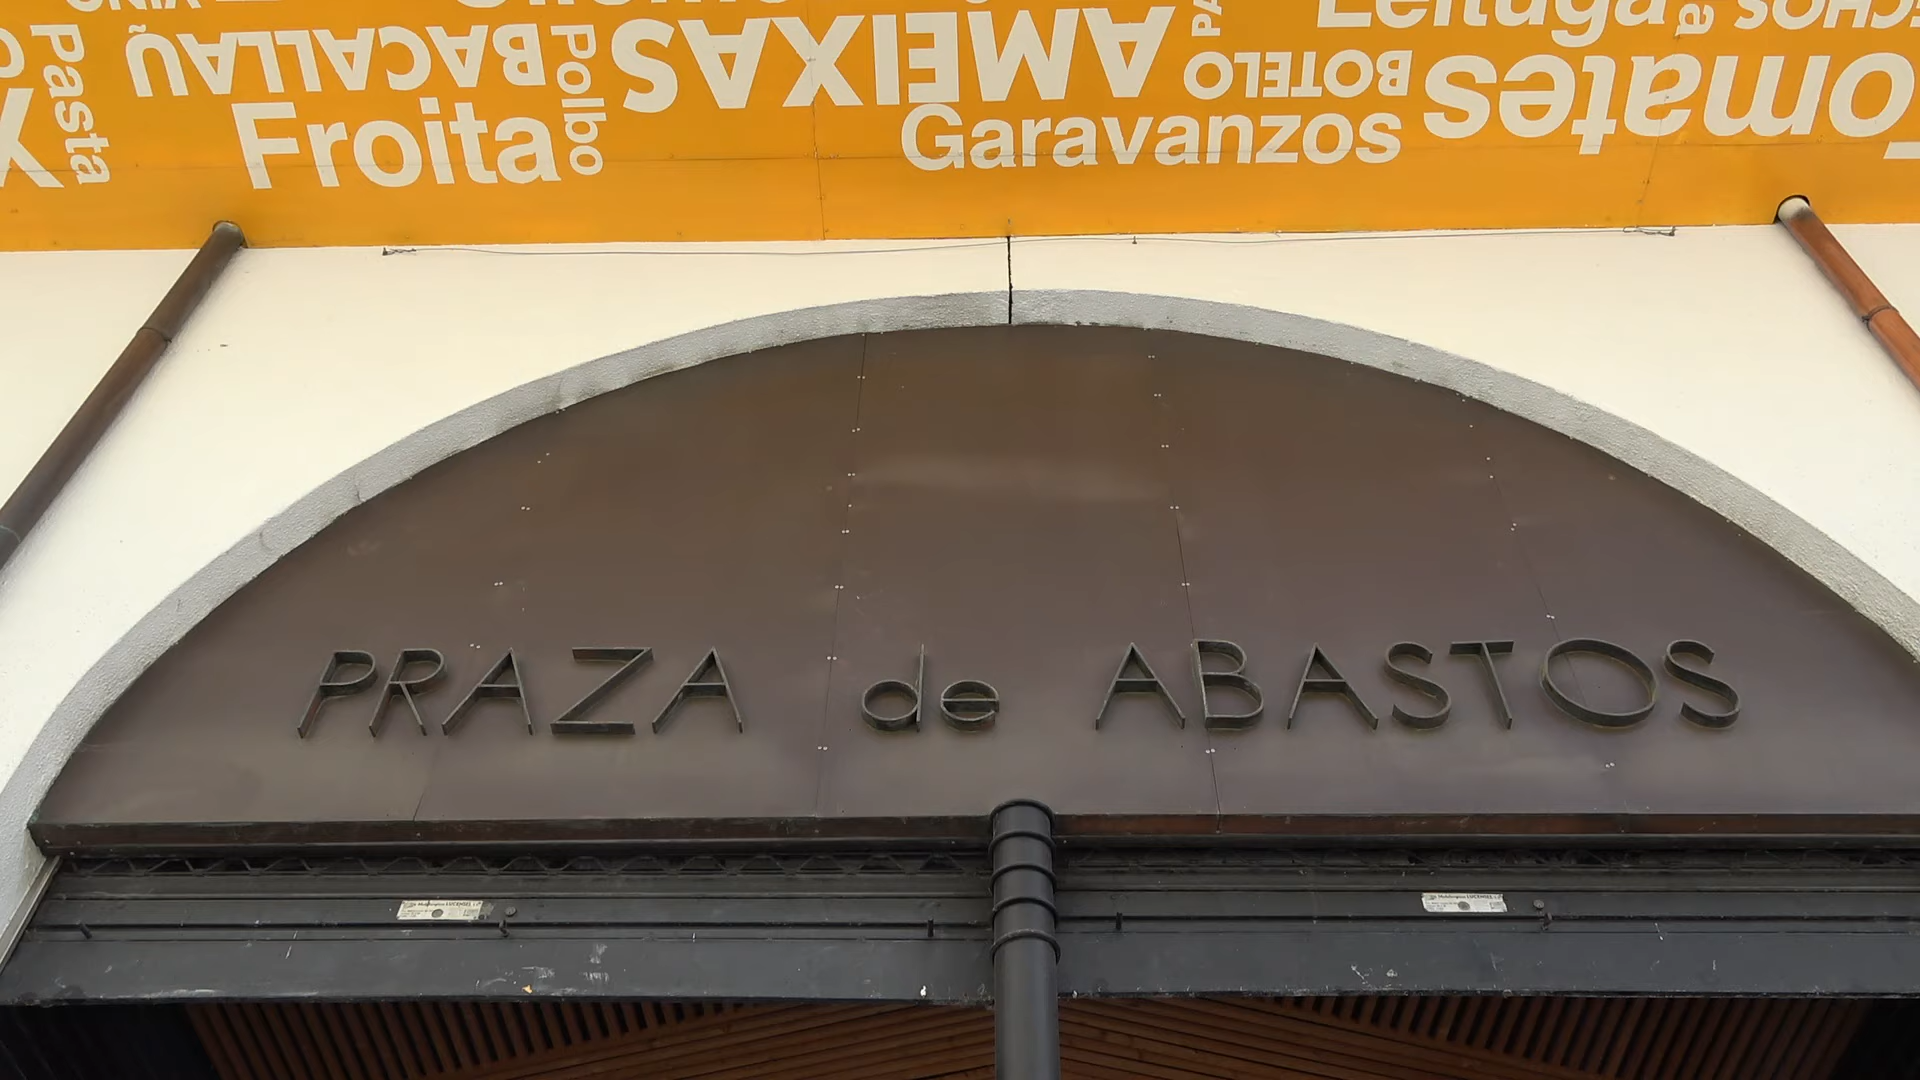 Pasta
BACALLAU
Polbo
AMEIXAS
BOTELO
Leituga
Tomates
Froita
Garavanzos
PRAZA de ABASTOS